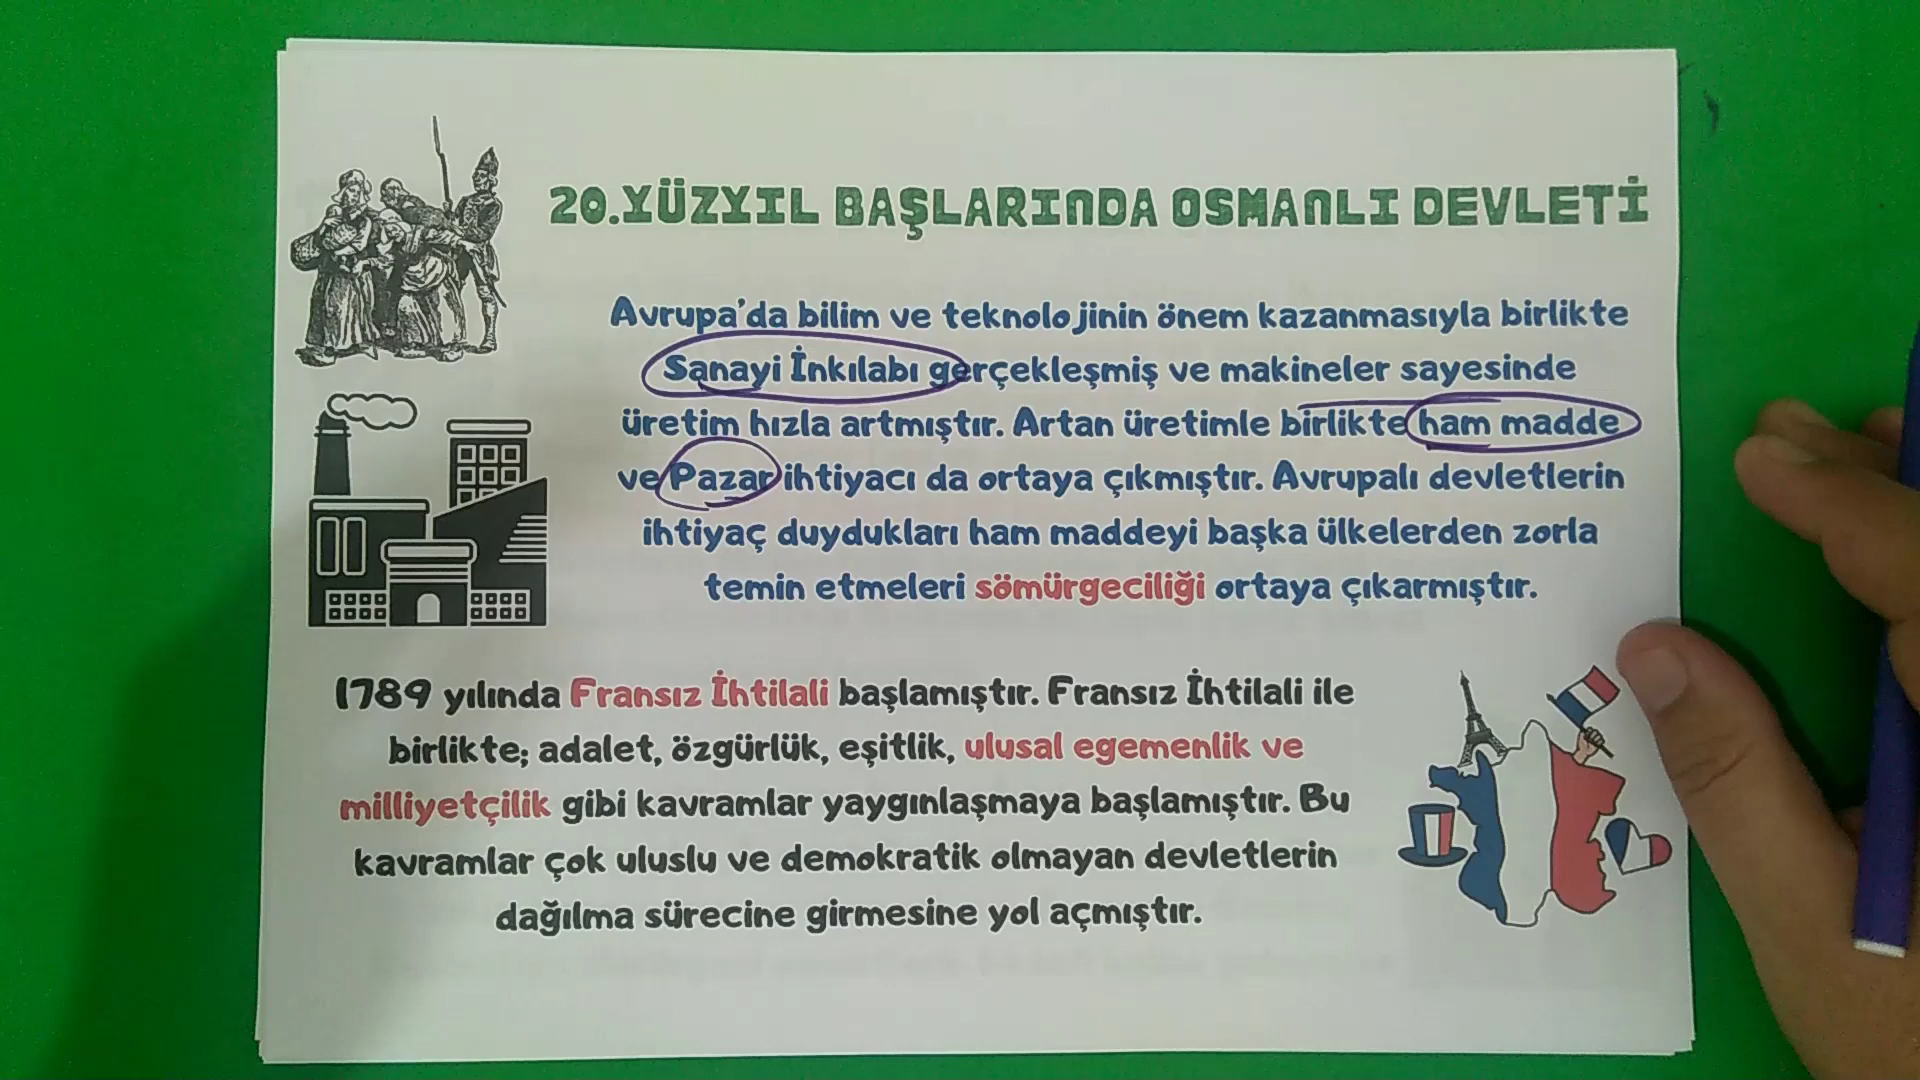 20.YÜZYIL BAŞLARINDA OSMANLI DEVLETİ
Avrupa'da bilim ve teknolojinin önem kazanmasıyla birlikte
Sanayi İnkılabı gerçekleşmiş ve makineler sayesinde
üretim hızla artmıştır. Artan üretimle birlikte ham madde
ve Pazar ihtiyacı da ortaya çıkmıştır. Avrupalı devletlerin
ihtiyaç duydukları ham maddeyi başka ülkelerden zorla
temin etmeleri sömürgeciliği ortaya çıkarmıştır.
1789 yılında Fransız İhtilali başlamıştır. Fransız İhtilali ile
birlikte; adalet, özgürlük, eşitlik, ulusal egemenlik ve
milliyetçilik gibi kavramlar yaygınlaşmaya başlamıştır. Bu
kavramlar çok uluslu ve demokratik olmayan devletlerin
dağılma sürecine girmesine yol açmıştır.